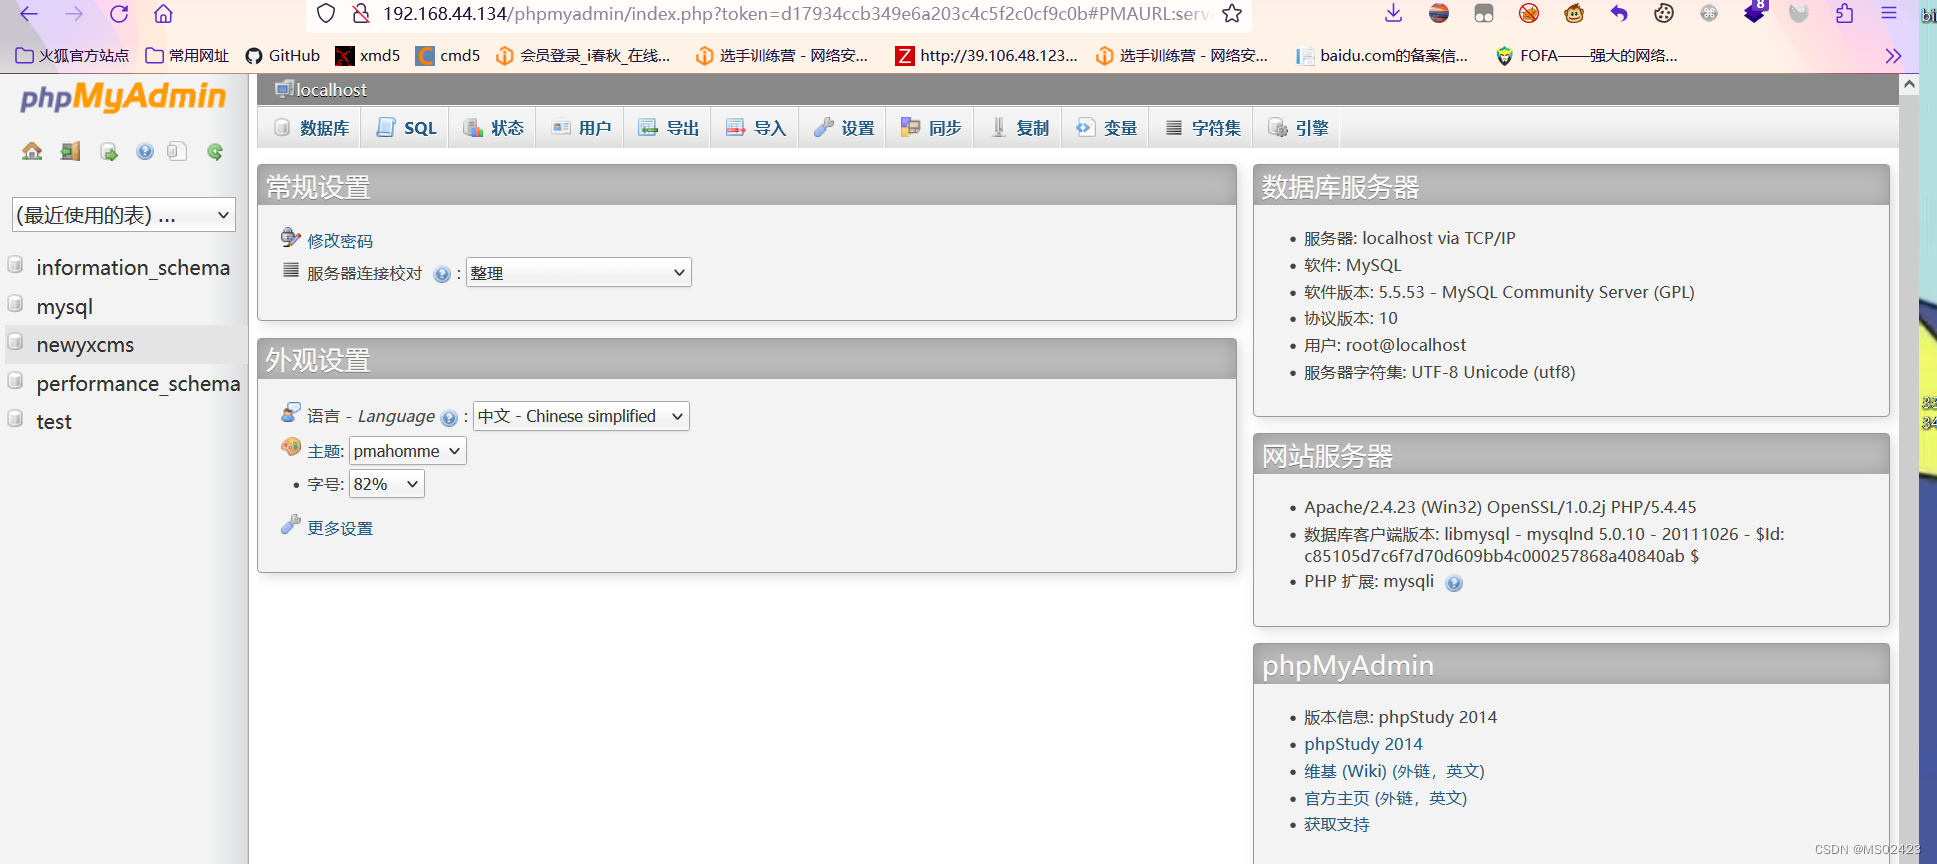 192.168.44.134/phpmyadmin/index.php?token=d17934ccb349e6a203c4c5f2c0cf9c0b#PMAURL:serv
8
火狐官方站点 常用网址 GitHub xmd5 cmd5 会员登录_i春秋_在线... 选手训练营 - 网络安... http://39.106.48.123... 选手训练营 - 网络安... baidu.com的备案信... FOFA——强大的网络...
phpMyAdmin
(最近使用的表) ...
information_schema
mysql
newyxcms
performance_schema
test
localhost
数据库 SQL 状态 用户 导出 导入 设置 同步 复制 变量 字符集 引擎
常规设置
修改密码
服务器连接校对 : 整理
外观设置
语言 - Language : 中文 - Chinese simplified
主题: pmahomme
• 字号: 82%
更多设置
数据库服务器
• 服务器: localhost via TCP/IP
• 软件: MySQL
• 软件版本: 5.5.53 - MySQL Community Server (GPL)
• 协议版本: 10
• 用户: root@localhost
• 服务器字符集: UTF-8 Unicode (utf8)
网站服务器
• Apache/2.4.23 (Win32) OpenSSL/1.0.2j PHP/5.4.45
• 数据库客户端版本: libmysql - mysqlnd 5.0.10 - 20111026 - $Id:
c85105d7c6f7d70d609bb4c000257868a40840ab $
• PHP 扩展: mysqli
phpMyAdmin
• 版本信息: phpStudy 2014
• phpStudy 2014
• 维基 (Wiki) (外链，英文)
• 官方主页 (外链，英文)
• 获取支持
CSDN @MS02423